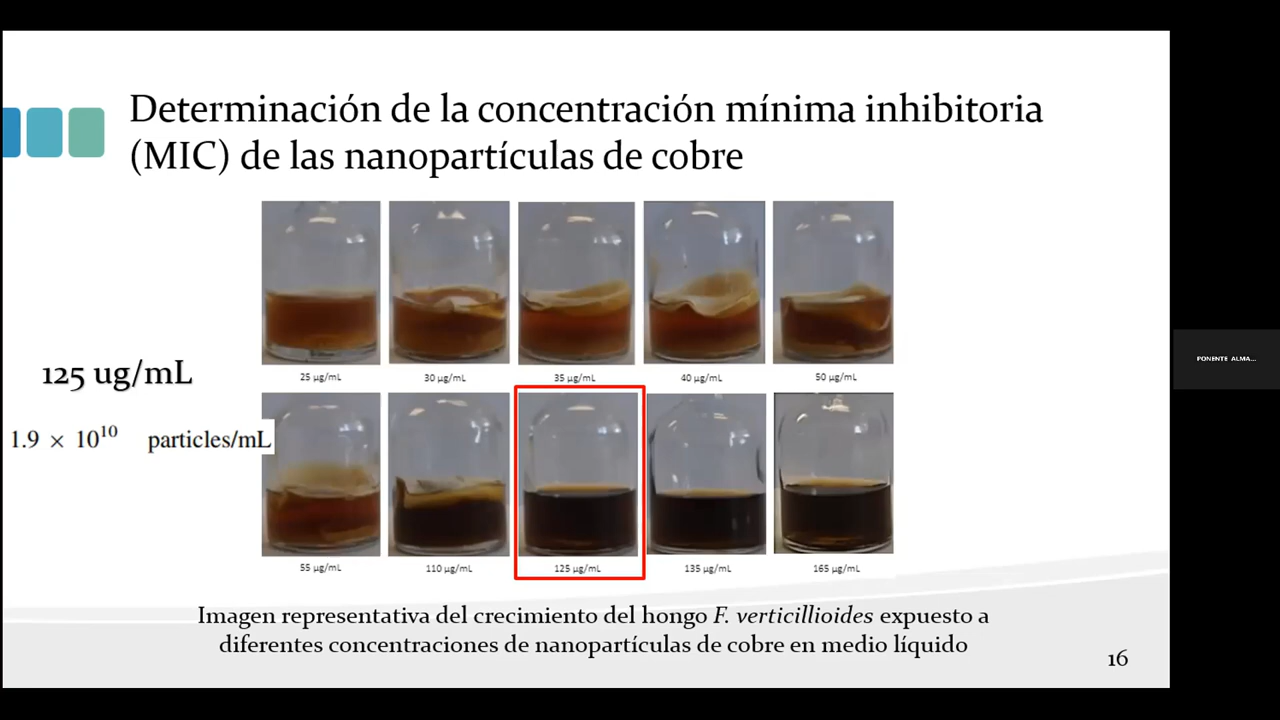 Determinación de la concentración mínima inhibitoria
(MIC) de las nanopartículas de cobre
25 µg/mL
30 µg/mL
35 µg/mL
40 µg/mL
50 µg/mL
125 ug/mL
1.9 × 10¹⁰ particles/mL
55 µg/mL
110 µg/mL
125 µg/mL
135 µg/mL
165 µg/mL
Imagen representativa del crecimiento del hongo F. verticillioides expuesto a
diferentes concentraciones de nanopartículas de cobre en medio líquido
16
PONENTE ALMA...